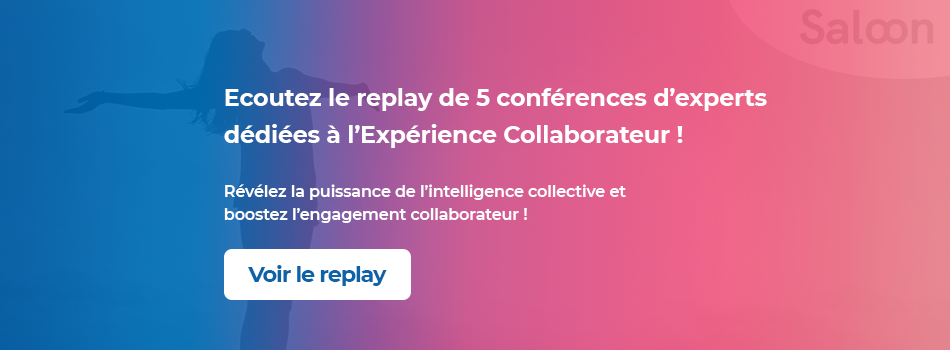 Saloon
Ecoutez le replay de 5 conférences d’experts
dédiées à l’Expérience Collaborateur !
Révélez la puissance de l’intelligence collective et
boostez l’engagement collaborateur !
Voir le replay